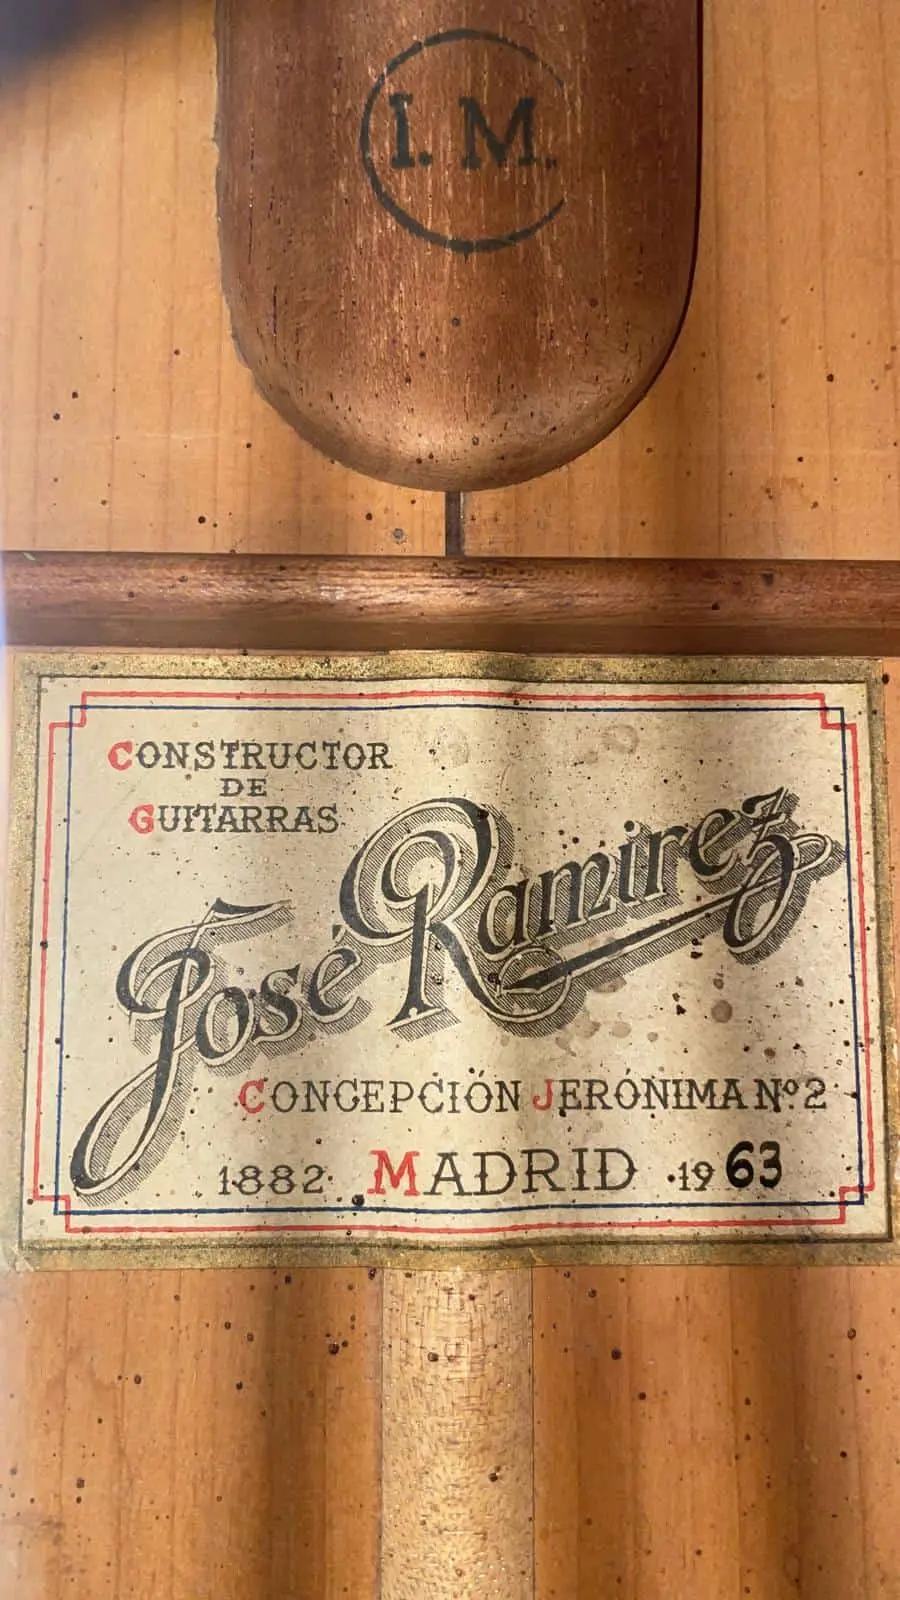 I. M.
CONSTRUCTOR
DE
GUITARRAS
José Ramirez
CONCEPCIÓN JERÓNIMA Nº 2
1882· MADRID ·1963